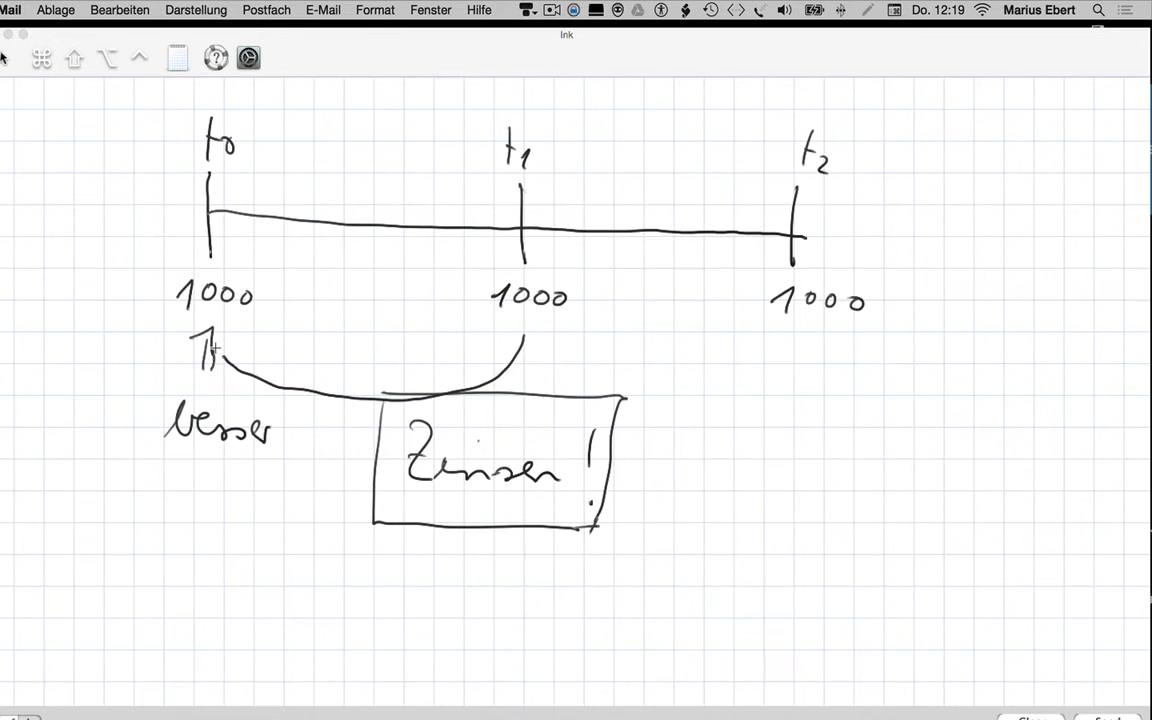 Mail Ablage Bearbeiten Darstellung Postfach E-Mail Format Fenster Hilfe Do. 12:19 Marius Ebert
Ink
t0 t1 t2
1000 1000 1000
besser
Zinsen !